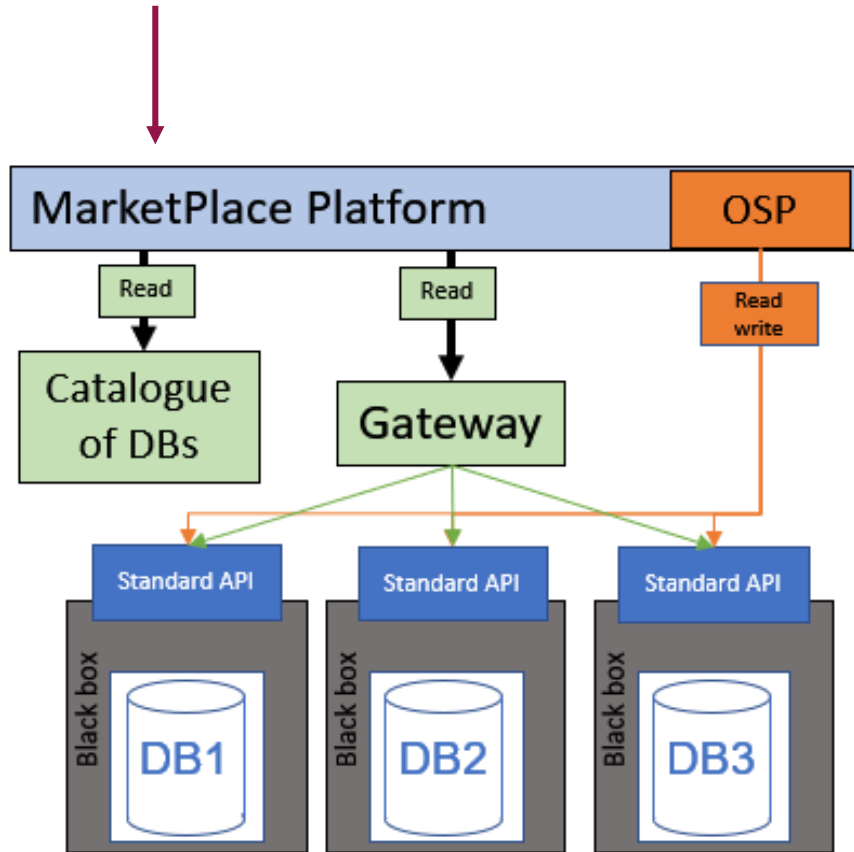 MarketPlace Platform
OSP
Read
Read
Read
write
Catalogue
of DBs
Gateway
Standard API
Standard API
Standard API
Black box
DB1
Black box
DB2
Black box
DB3